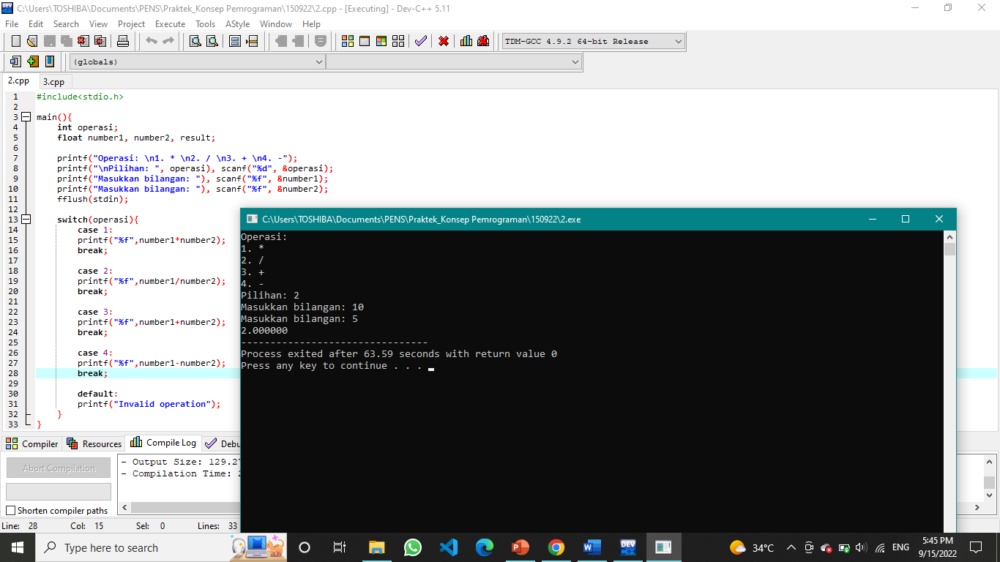 C:\Users\TOSHIBA\Documents\PENS\Praktek_Konsep Pemrograman\150922\2.cpp - [Executing] - Dev-C++ 5.11
File Edit Search View Project Execute Tools AStyle Window Help
TDM-GCC 4.9.2 64-bit Release
(globals)
2.cpp 3.cpp
1 #include<stdio.h>
2
3 main(){
4 int operasi;
5 float number1, number2, result;
6
7 printf("Operasi: \n1. * \n2. / \n3. + \n4. -");
8 printf("\nPilihan: ", operasi), scanf("%d", &operasi);
9 printf("Masukkan bilangan: "), scanf("%f", &number1);
10 printf("Masukkan bilangan: "), scanf("%f", &number2);
11 fflush(stdin);
12
13 switch(operasi){
14 case 1:
15 printf("%f",number1*number2);
16 break;
17
18 case 2:
19 printf("%f",number1/number2);
20 break;
21
22 case 3:
23 printf("%f",number1+number2);
24 break;
25
26 case 4:
27 printf("%f",number1-number2);
28 break;
29
30 default:
31 printf("Invalid operation");
32 }
33 }
C:\Users\TOSHIBA\Documents\PENS\Praktek_Konsep Pemrograman\150922\2.exe
Operasi:
1. *
2. /
3. +
4. -
Pilihan: 2
Masukkan bilangan: 10
Masukkan bilangan: 5
2.000000
--------------------------------
Process exited after 63.59 seconds with return value 0
Press any key to continue . . .
Compiler Resources Compile Log Debu
Abort Compilation
- Output Size: 129.27
- Compilation Time:
Shorten compiler paths
Line: 28 Col: 15 Sel: 0 Lines: 33
Type here to search
34°C ENG 5:45 PM
9/15/2022